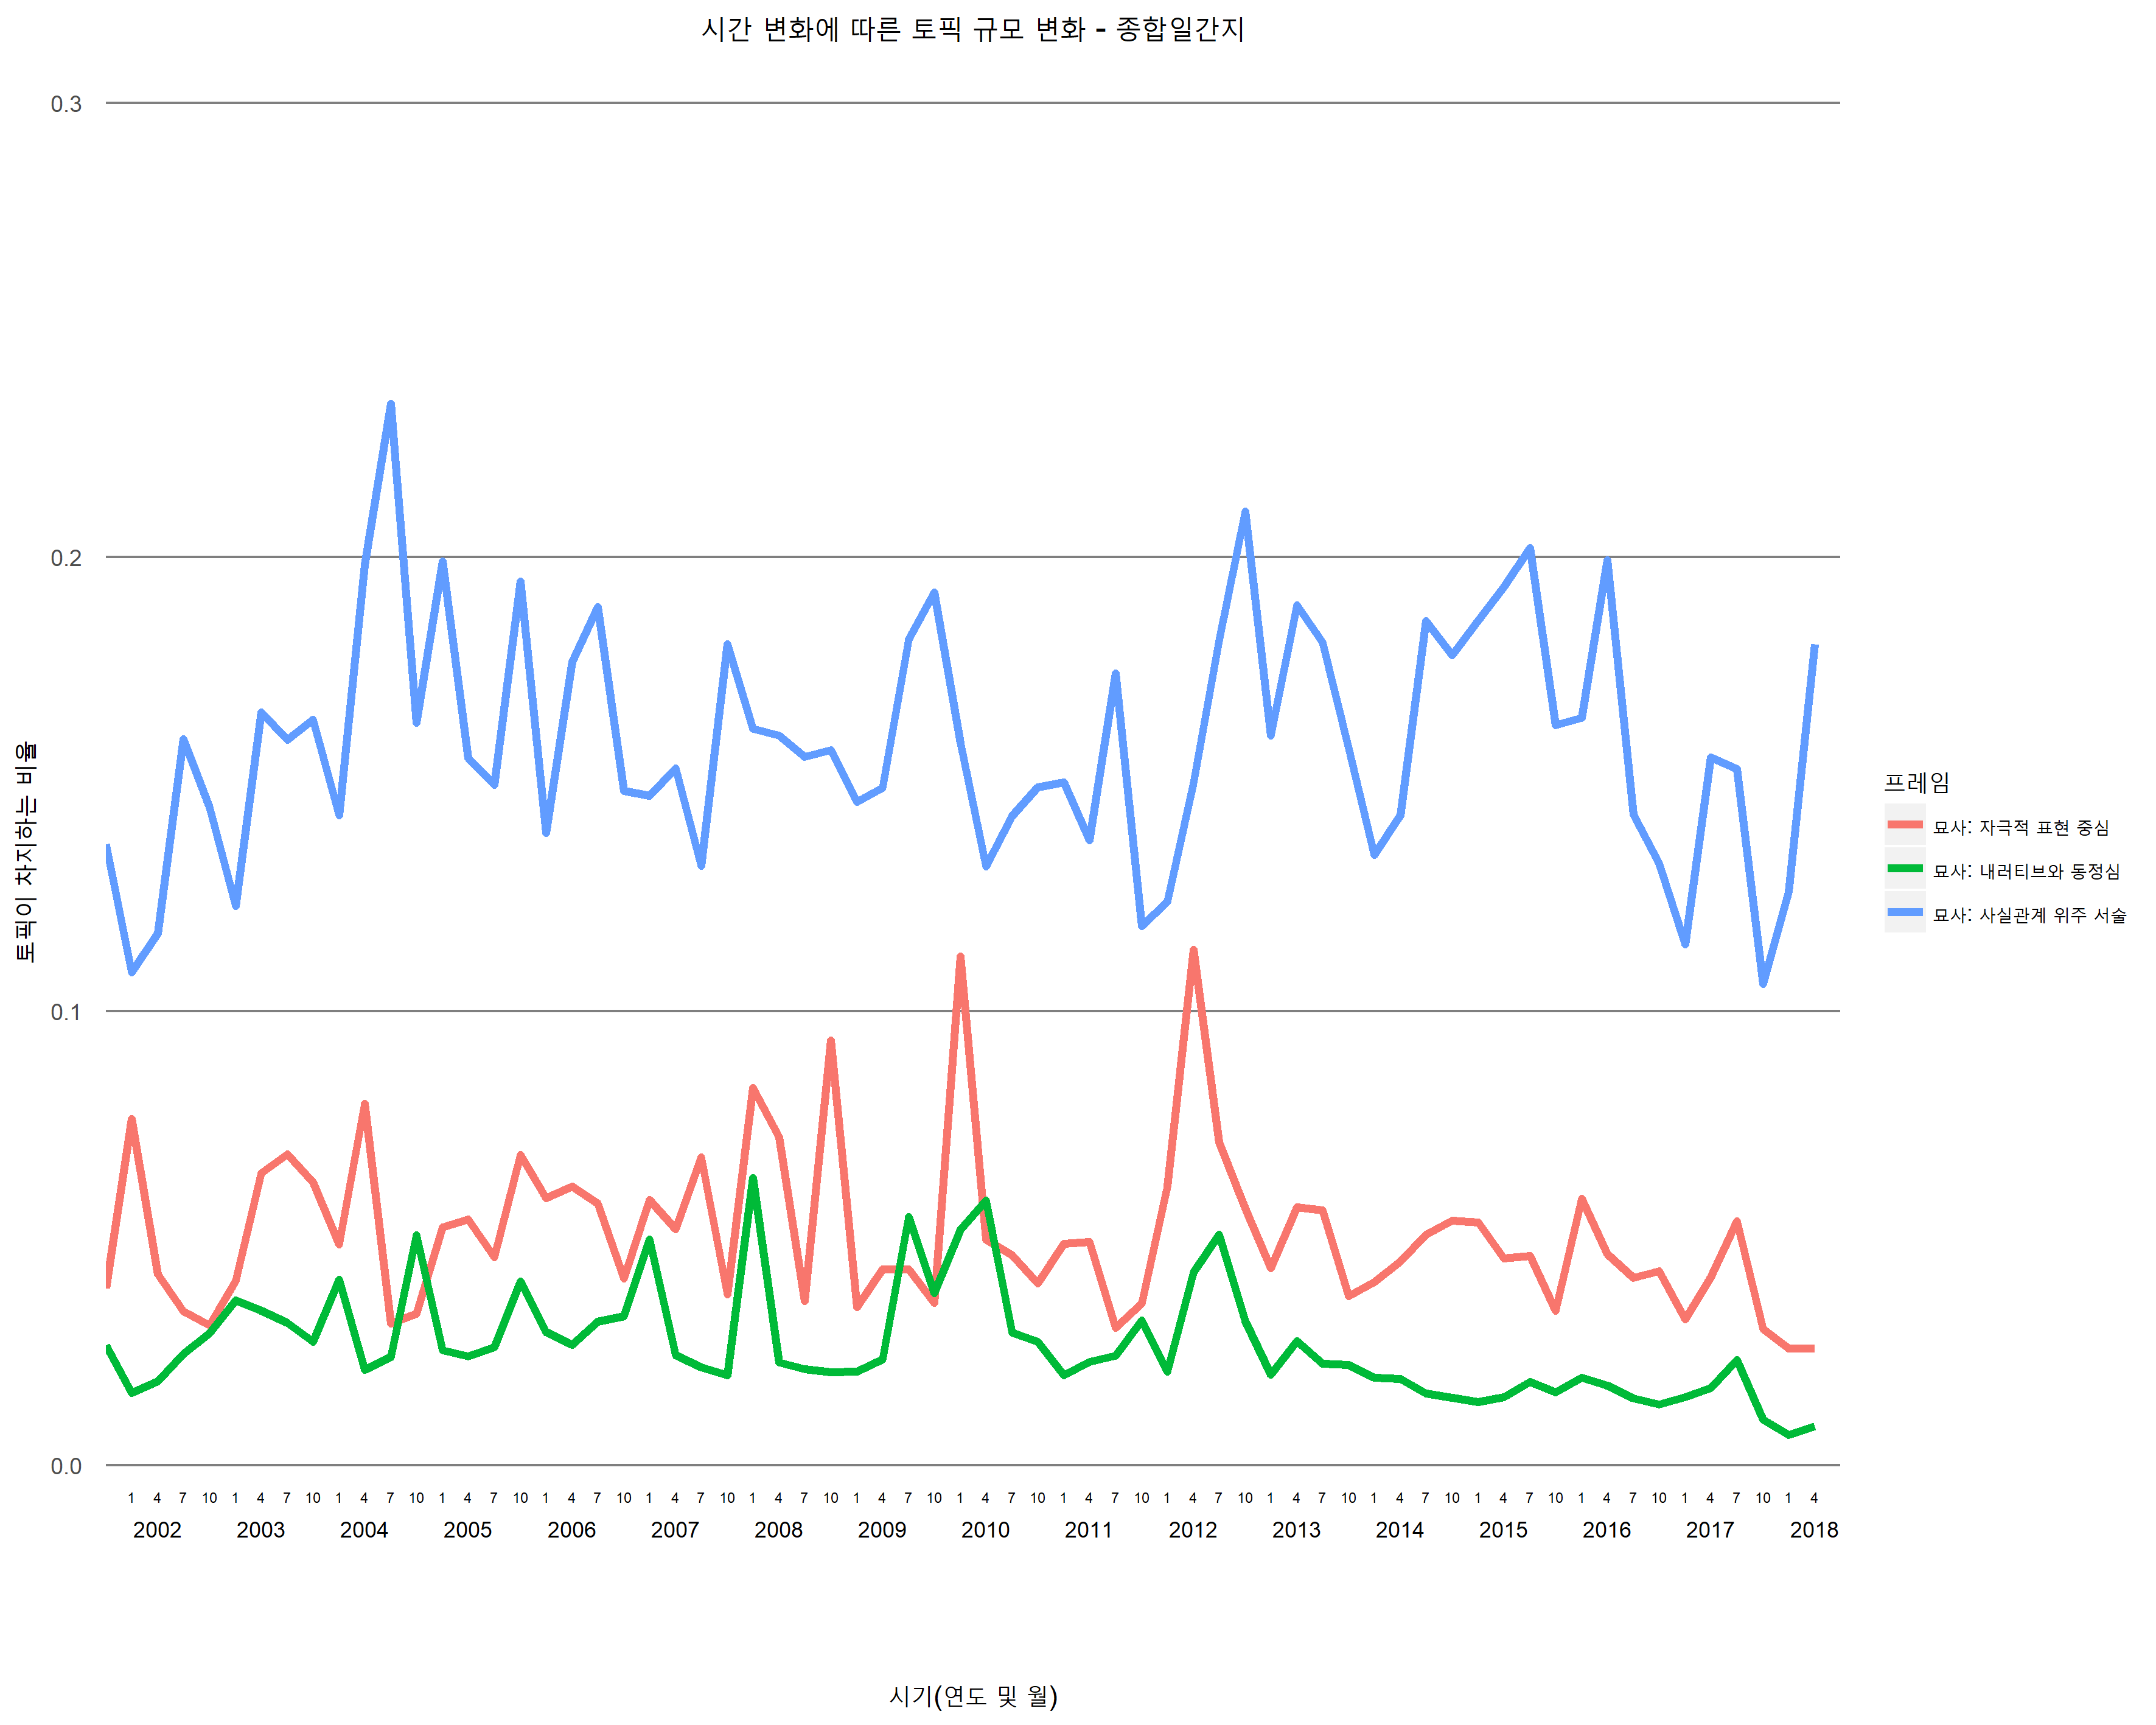 시간 변화에 따른 토픽 규모 변화 - 종합일간지
0.3
0.2
0.1
0.0
토픽이 차지하는 비율
1 4 7 10 1 4 7 10 1 4 7 10 1 4 7 10 1 4 7 10 1 4 7 10 1 4 7 10 1 4 7 10 1 4 7 10 1 4 7 10 1 4 7 10 1 4 7 10 1 4 7 10 1 4 7 10 1 4 7 10 1 4 7 10 1 4
2002 2003 2004 2005 2006 2007 2008 2009 2010 2011 2012 2013 2014 2015 2016 2017 2018
시기(연도 및 월)
프레임
묘사: 자극적 표현 중심
묘사: 내러티브와 동정심
묘사: 사실관계 위주 서술